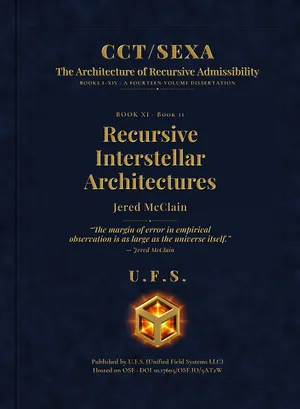 CCT/SEXA
The Architecture of Recursive Admissibility
BOOKS I–XIV · A FOURTEEN-VOLUME DISSERTATION
BOOK XI · Book 11
Recursive
Interstellar
Architectures
Jered McClain
“The margin of error in empirical
observation is as large as the universe itself.”
— Jered McClain
U.F.S.
Published by U.F.S. (Unified Field Systems LLC)
Hosted on OSF · DOI 10.17605/OSF.IO/5AT2W